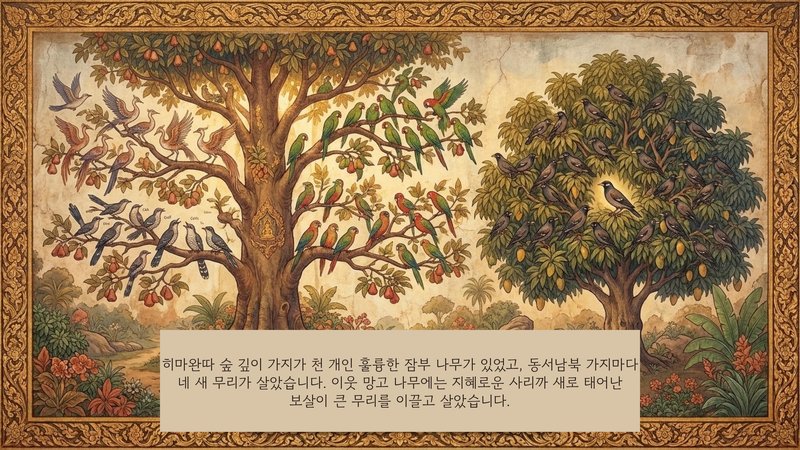 히마완따 숲 깊이 가지가 천 개인 훌륭한 잠부 나무가 있었고, 동서남북 가지마다
네 새 무리가 살았습니다. 이웃 망고 나무에는 지혜로운 사리까 새로 태어난
보살이 큰 무리를 이끌고 살았습니다.